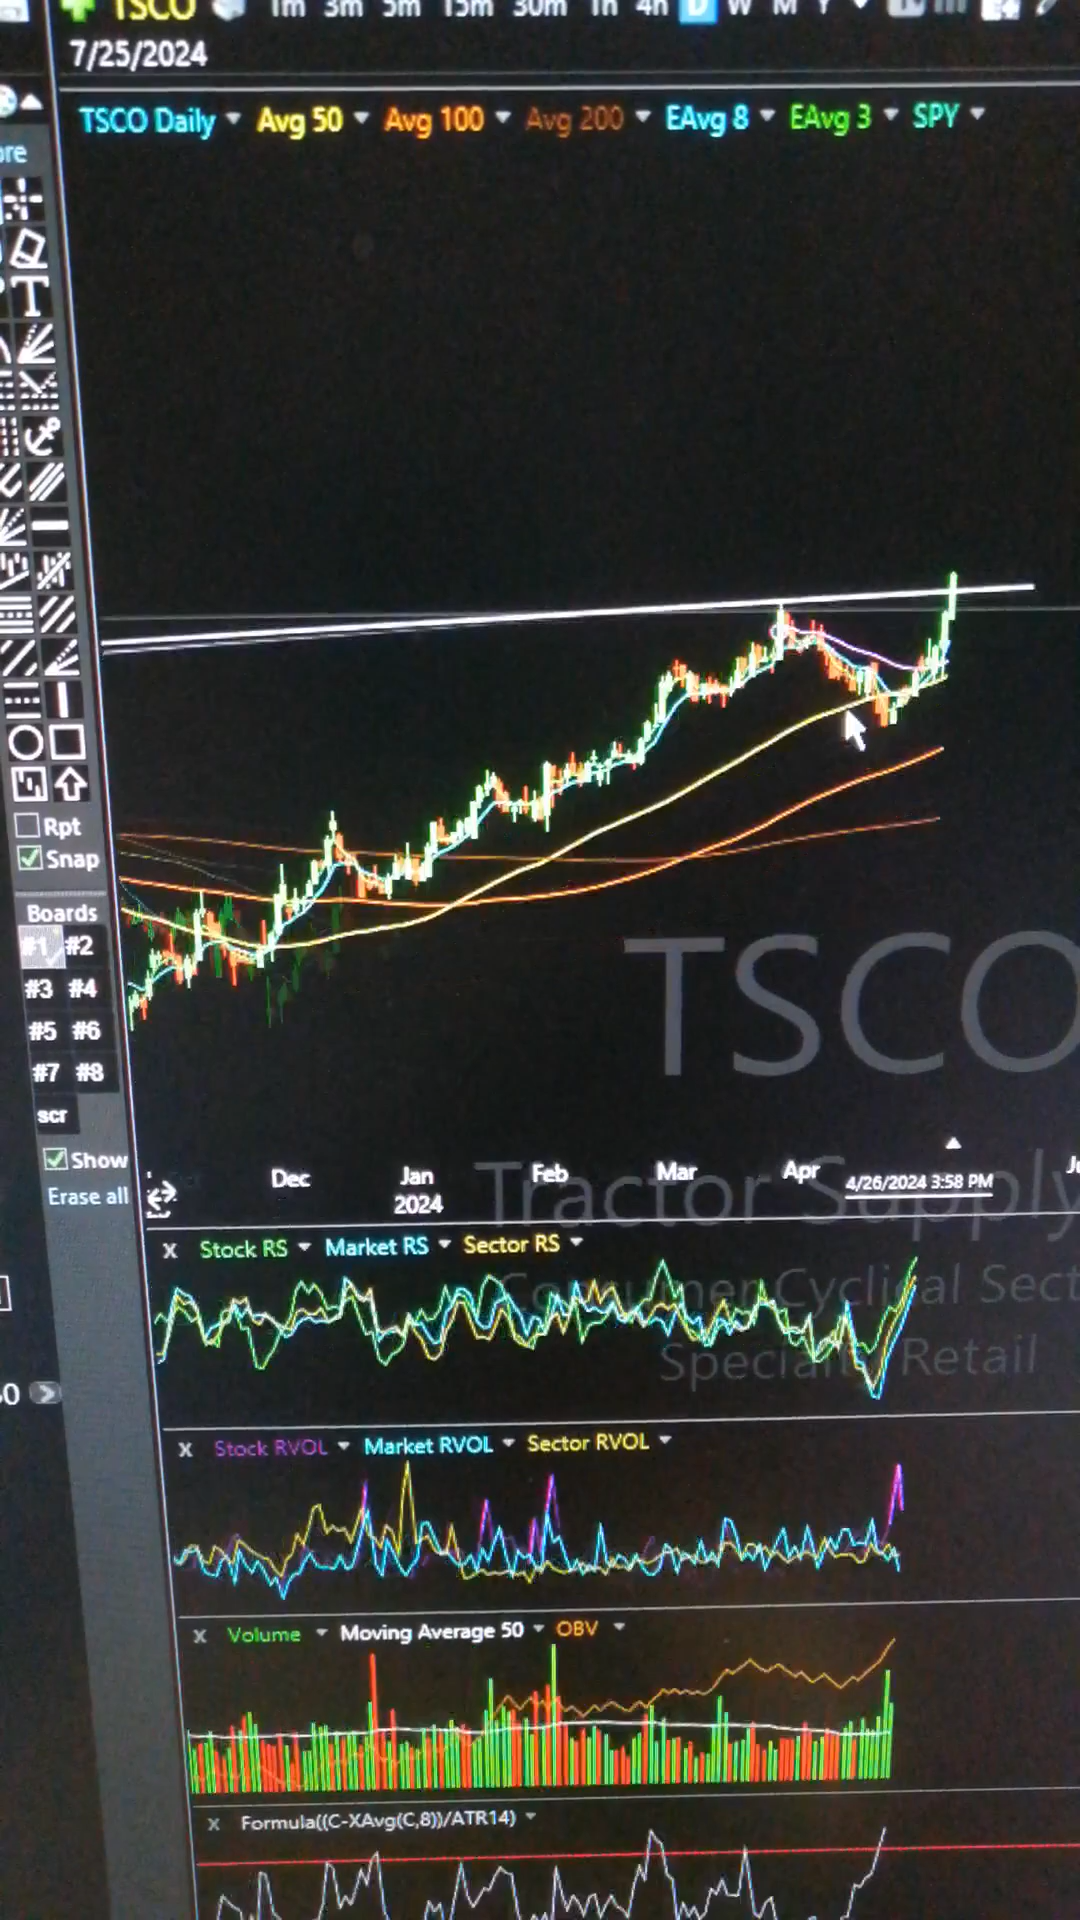 TSCO 1m 3m 5m 15m 30m 1h 4h D W M Y
7/25/2024
TSCO Daily Avg 50 Avg 100 Avg 200 EAvg 8 EAvg 3 SPY
T
Rpt
Snap
Boards
#1 #2
#3 #4
#5 #6
#7 #8
scr
Show
Erase all
TSCO
Tractor Supply
Consumer Cyclical Sect
Specialty Retail
Dec Jan Feb Mar Apr
2024
4/26/2024 3:58 PM
X Stock RS Market RS Sector RS
X Stock RVOL Market RVOL Sector RVOL
X Volume Moving Average 50 OBV
X Formula((C-XAvg(C,8))/ATR14)